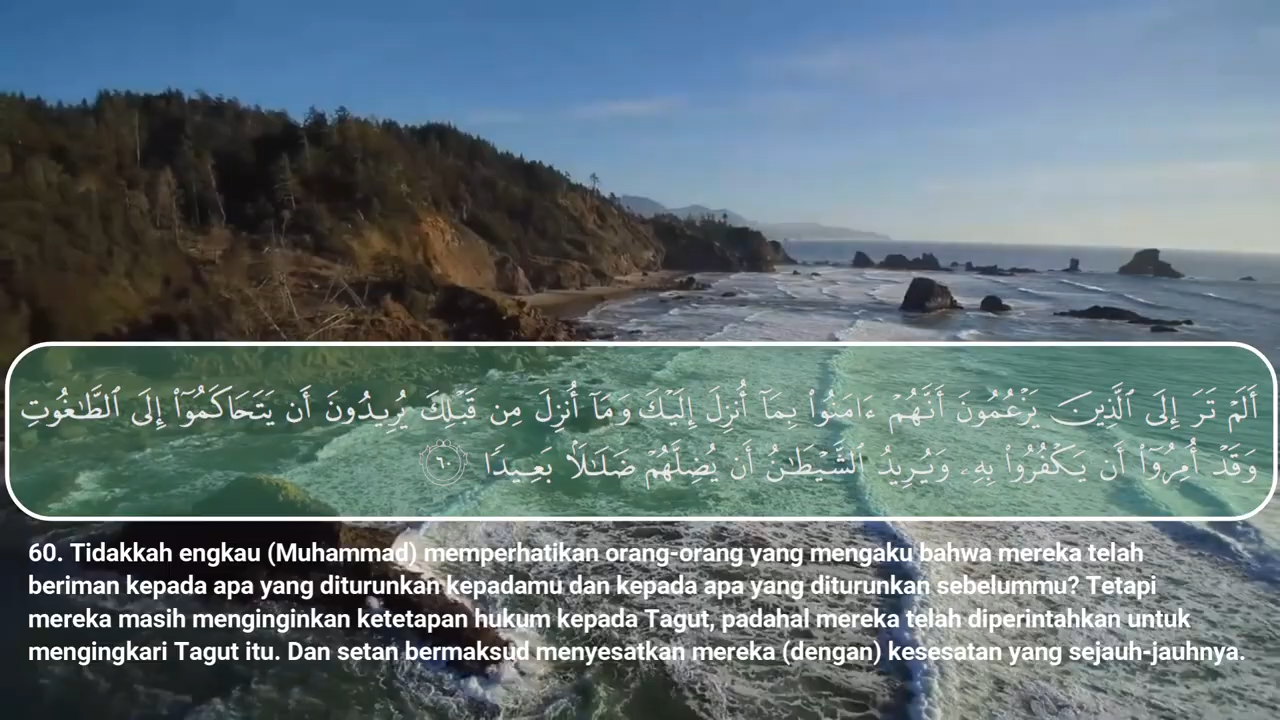 أَلَمْ تَرَ إِلَى ٱلَّذِينَ يَزْعُمُونَ أَنَّهُمْ ءَامَنُوا۟ بِمَآ أُنزِلَ إِلَيْكَ وَمَآ أُنزِلَ مِن قَبْلِكَ يُرِيدُونَ أَن يَتَحَاكَمُوٓا۟ إِلَى ٱلطَّٰغُوتِ
وَقَدْ أُمِرُوٓا۟ أَن يَكْفُرُوا۟ بِهِۦ وَيُرِيدُ ٱلشَّيْطَٰنُ أَن يُضِلَّهُمْ ضَلَٰلًۢا بَعِيدًا ٦٠
60. Tidakkah engkau (Muhammad) memperhatikan orang-orang yang mengaku bahwa mereka telah
beriman kepada apa yang diturunkan kepadamu dan kepada apa yang diturunkan sebelummu? Tetapi
mereka masih menginginkan ketetapan hukum kepada Tagut, padahal mereka telah diperintahkan untuk
mengingkari Tagut itu. Dan setan bermaksud menyesatkan mereka (dengan) kesesatan yang sejauh-jauhnya.